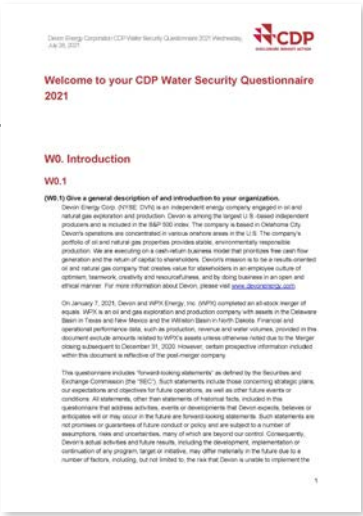 Devon Energy Corporation CDP Water Security Questionnaire 2021 Wednesday,
July 28, 2021
CDP
DISCLOSURE INSIGHT ACTION
Welcome to your CDP Water Security Questionnaire
2021
W0. Introduction
W0.1
(W0.1) Give a general description of and introduction to your organization.
Devon Energy Corp. (NYSE: DVN) is an independent energy company engaged in oil and
natural gas exploration and production. Devon is among the largest U.S.-based independent
producers and is included in the S&P 500 index. The company is based in Oklahoma City.
Devon's operations are concentrated in various onshore areas in the U.S. The company's
portfolio of oil and natural gas properties provides stable, environmentally responsible
production. We are executing on a cash-return business model that prioritizes free cash flow
generation and the return of capital to shareholders. Devon's mission is to be a results-oriented
oil and natural gas company that creates value for stakeholders in an employee culture of
optimism, teamwork, creativity and resourcefulness, and by doing business in an open and
ethical manner. For more information about Devon, please visit www.devonenergy.com.
On January 7, 2021, Devon and WPX Energy, Inc. (WPX) completed an all-stock merger of
equals. WPX is an oil and gas exploration and production company with assets in the Delaware
Basin in Texas and New Mexico and the Williston Basin in North Dakota. Financial and
operational performance data, such as production, revenue and water volumes, provided in this
document exclude amounts related to WPX's assets unless otherwise noted due to the Merger
closing subsequent to December 31, 2020. However, certain prospective information included
within this document is reflective of the post-merger company.
This questionnaire includes "forward-looking statements" as defined by the Securities and
Exchange Commission (the "SEC"). Such statements include those concerning strategic plans,
our expectations and objectives for future operations, as well as other future events or
conditions. All statements, other than statements of historical facts, included in this
questionnaire that address activities, events or developments that Devon expects, believes or
anticipates will or may occur in the future are forward-looking statements. Such statements are
not promises or guarantees of future conduct or policy and are subject to a number of
assumptions, risks and uncertainties, many of which are beyond our control. Consequently,
Devon's actual activities and future results, including the development, implementation or
continuation of any program, target or initiative, may differ materially in the future due to a
number of factors, including, but not limited to, the risk that Devon is unable to implement the
1